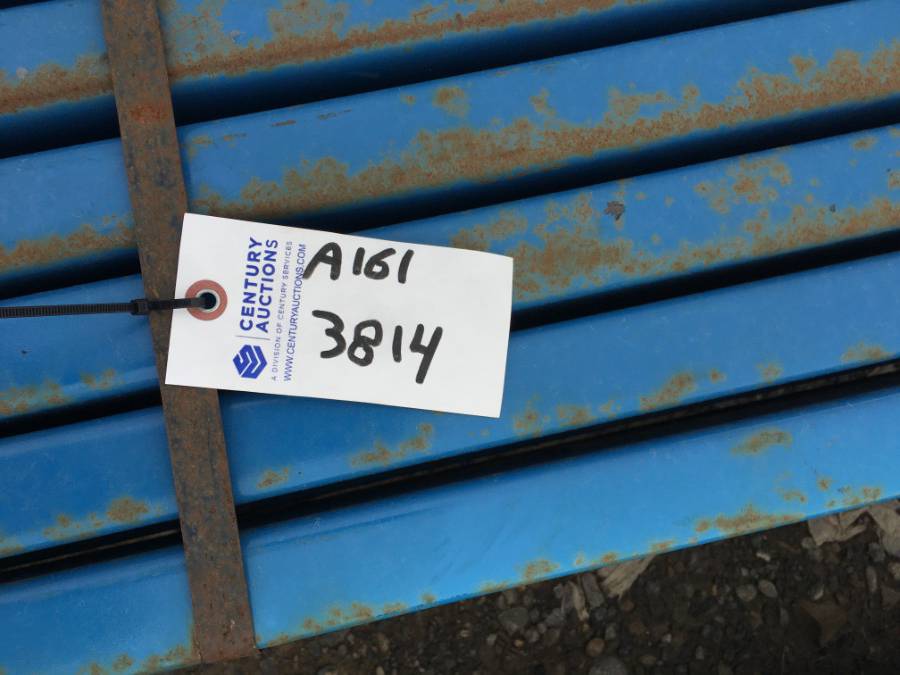 CENTURY
AUCTIONS
A DIVISION OF CENTURY SERVICES
WWW.CENTURYAUCTIONS.COM
A161
3814